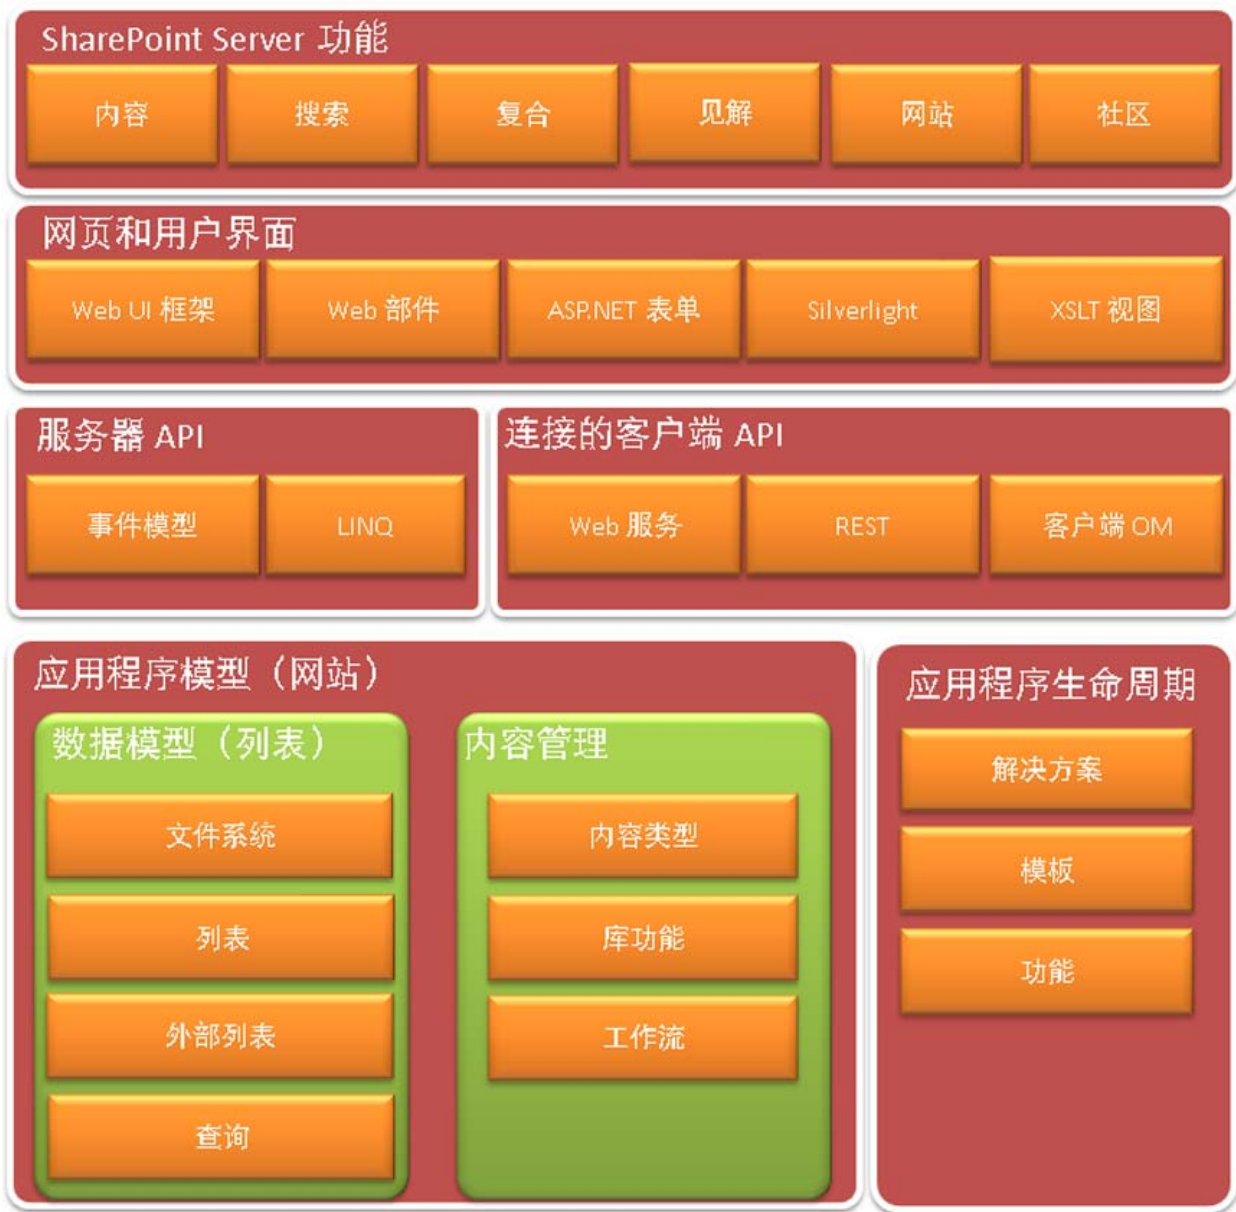 SharePoint Server 功能
内容
搜索
复合
见解
网站
社区
网页和用户界面
Web UI 框架
Web 部件
ASP.NET 表单
Silverlight
XSLT 视图
服务器 API
事件模型
LINQ
连接的客户端 API
Web 服务
REST
客户端 OM
应用程序模型（网站）
数据模型（列表）
文件系统
列表
外部列表
查询
内容管理
内容类型
库功能
工作流
应用程序生命周期
解决方案
模板
功能